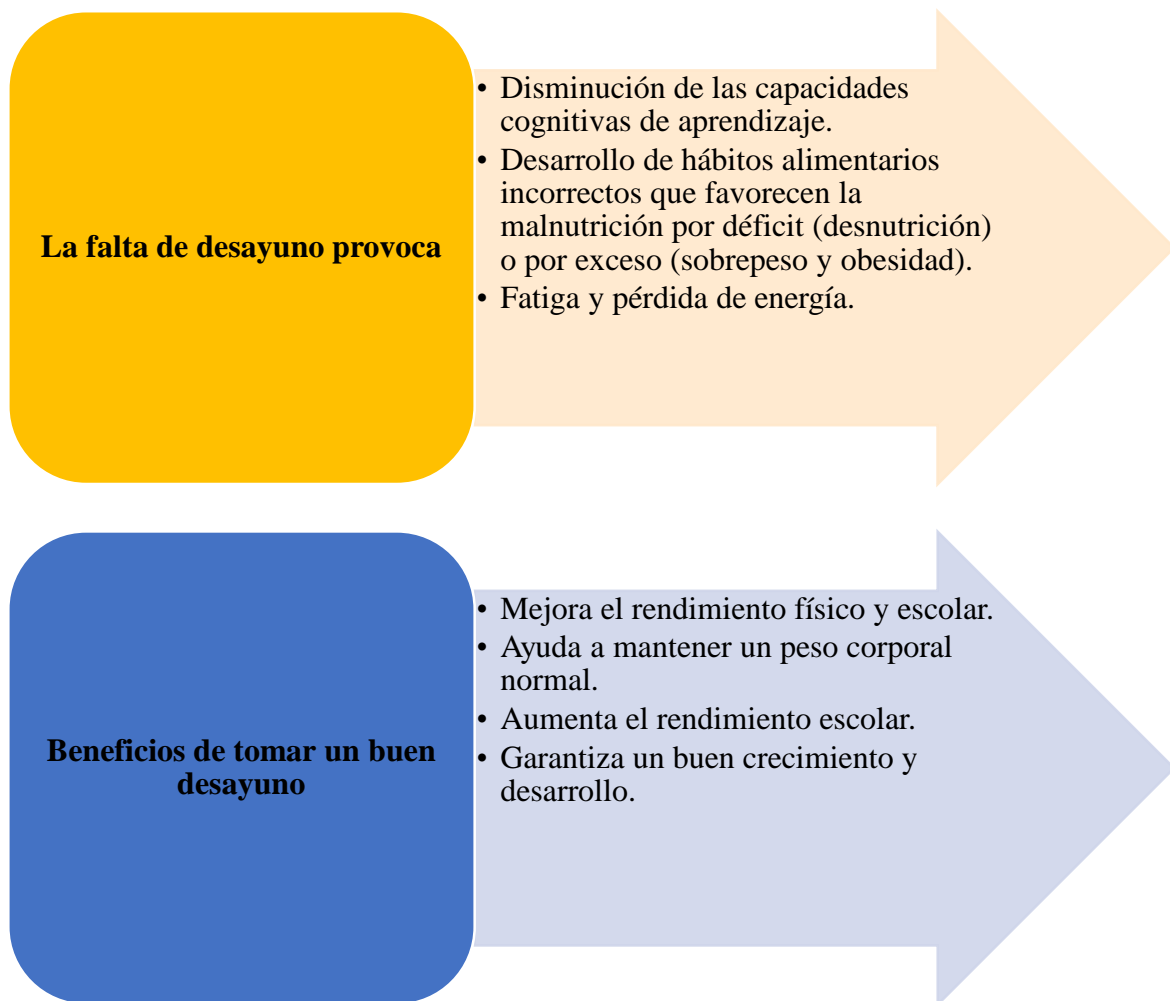 La falta de desayuno provoca
• Disminución de las capacidades
cognitivas de aprendizaje.
• Desarrollo de hábitos alimentarios
incorrectos que favorecen la
malnutrición por déficit (desnutrición)
o por exceso (sobrepeso y obesidad).
• Fatiga y pérdida de energía.
Beneficios de tomar un buen
desayuno
• Mejora el rendimiento físico y escolar.
• Ayuda a mantener un peso corporal
normal.
• Aumenta el rendimiento escolar.
• Garantiza un buen crecimiento y
desarrollo.